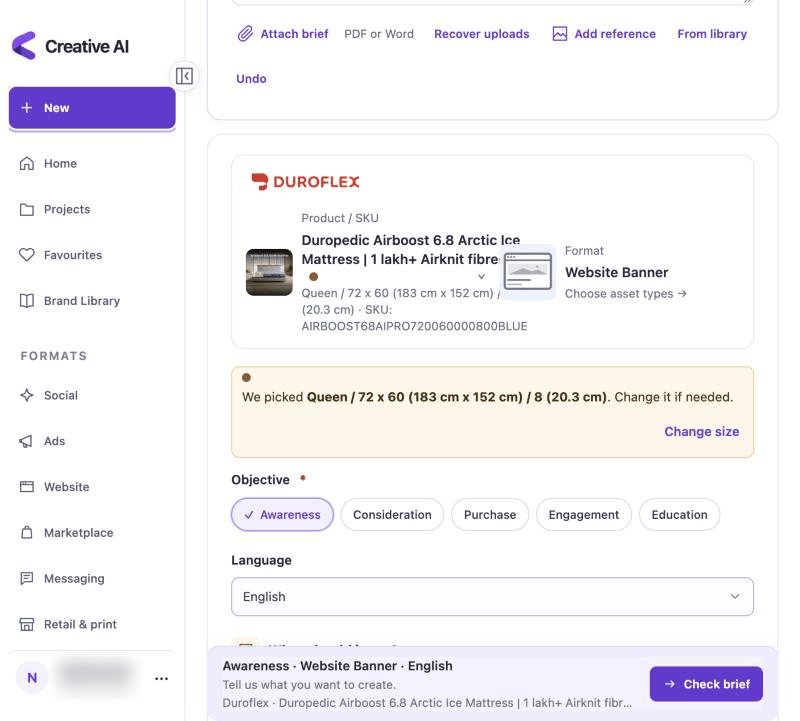 Creative AI
New
Home
Projects
Favourites
Brand Library
FORMATS
Social
Ads
Website
Marketplace
Messaging
Retail & print
N
Attach brief
PDF or Word
Recover uploads
Add reference
From library
Undo
DUROFLEX
Product / SKU
Duropedic Airboost 6.8 Arctic Ice
Mattress | 1 lakh+ Airknit fibre
Queen / 72 x 60 (183 cm x 152 cm) /
(20.3 cm) · SKU:
AIRBOOST68AIPRO720060000800BLUE
Format
Website Banner
Choose asset types →
We picked Queen / 72 x 60 (183 cm x 152 cm) / 8 (20.3 cm). Change it if needed.
Change size
Objective *
Awareness
Consideration
Purchase
Engagement
Education
Language
English
Awareness · Website Banner · English
Tell us what you want to create.
Duroflex · Duropedic Airboost 6.8 Arctic Ice Mattress | 1 lakh+ Airknit fibr...
→ Check brief